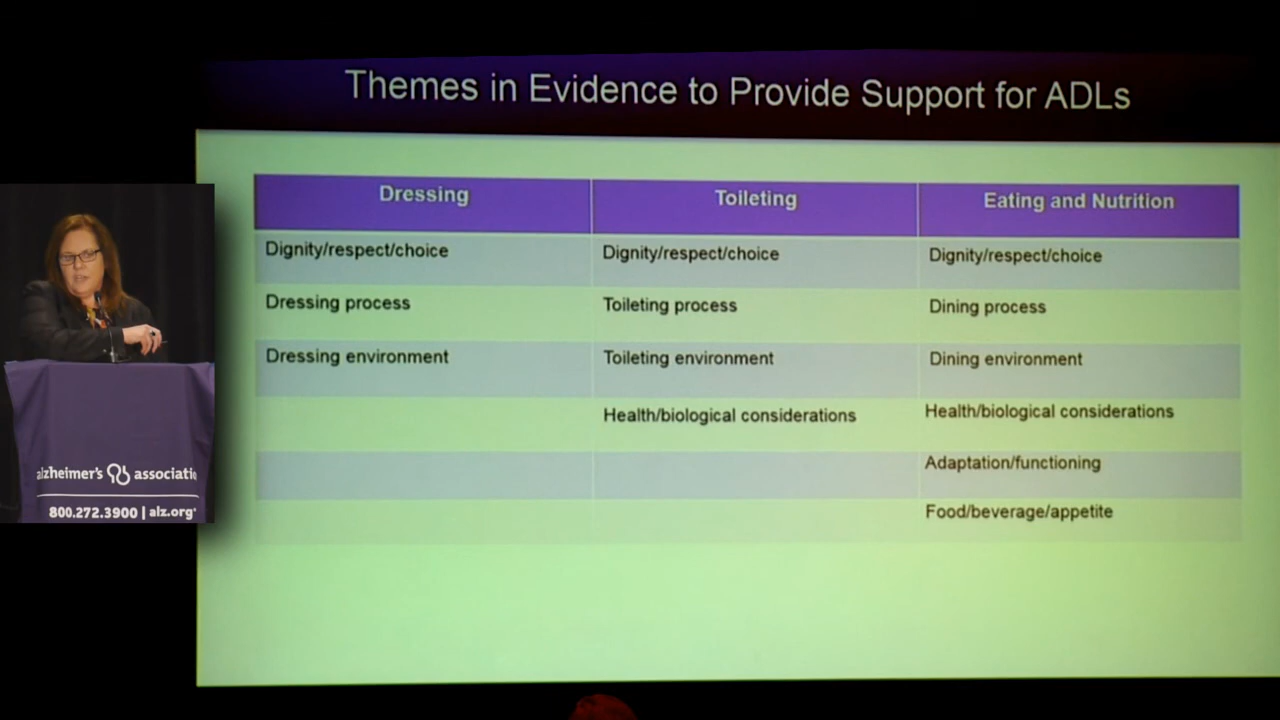 Themes in Evidence to Provide Support for ADLs
Dressing Toileting Eating and Nutrition
Dignity/respect/choice Dignity/respect/choice Dignity/respect/choice
Dressing process Toileting process Dining process
Dressing environment Toileting environment Dining environment
Health/biological considerations Health/biological considerations
Adaptation/functioning
Food/beverage/appetite
alzheimer's associatio
800.272.3900 | alz.org®